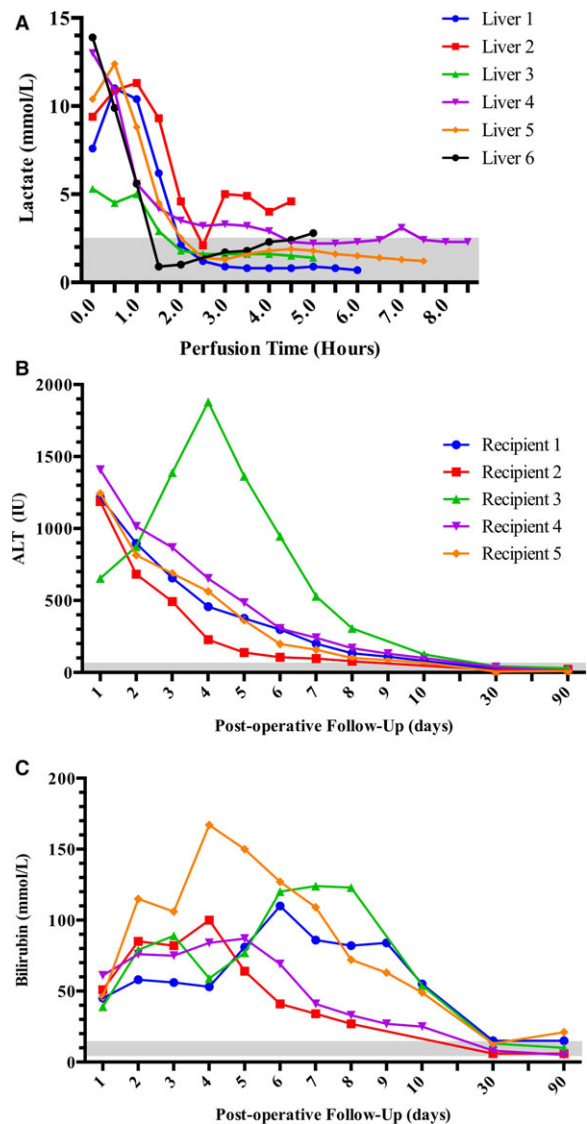 A
Lactate (mmol/L)
15
10
5
0
0.0 1.0 2.0 3.0 4.0 5.0 6.0 7.0 8.0
Perfusion Time (Hours)
Liver 1
Liver 2
Liver 3
Liver 4
Liver 5
Liver 6
B
ALT (IU)
2000
1500
1000
500
0
1 2 3 4 5 6 7 8 9 10 30 90
Post-operative Follow-Up (days)
Recipient 1
Recipient 2
Recipient 3
Recipient 4
Recipient 5
C
Bilirubin (mmol/L)
200
150
100
50
0
1 2 3 4 5 6 7 8 9 10 30 90
Post-operative Follow-Up (days)